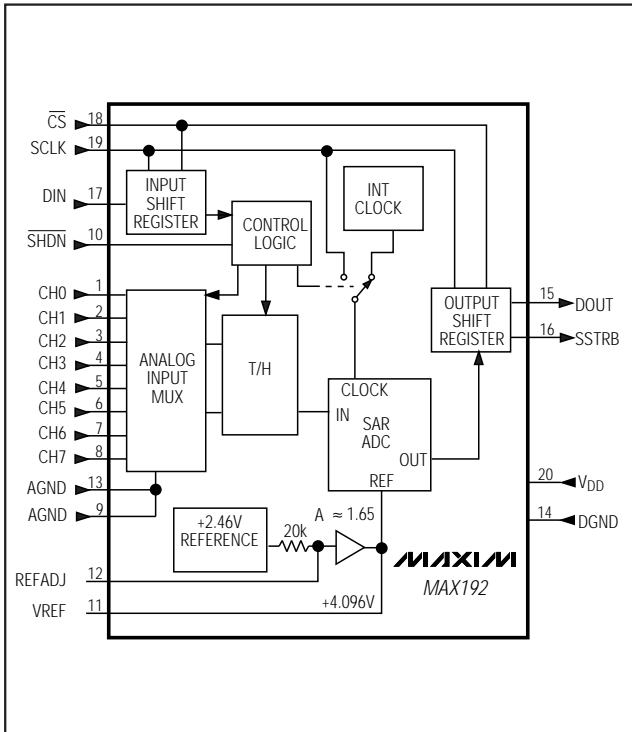 CS
18
SCLK
19
DIN
17
SHDN
10
INPUT
SHIFT
REGISTER
CONTROL
LOGIC
INT
CLOCK
CH0
1
CH1
2
CH2
3
CH3
4
CH4
5
CH5
6
CH6
7
CH7
8
AGND
13
AGND
9
ANALOG
INPUT
MUX
T/H
CLOCK
IN
SAR
ADC
OUT
REF
OUTPUT
SHIFT
REGISTER
15
DOUT
16
SSTRB
20
VDD
14
DGND
+2.46V
REFERENCE
20k
A ≈ 1.65
REFADJ
12
VREF
11
+4.096V
MAXIM
MAX192